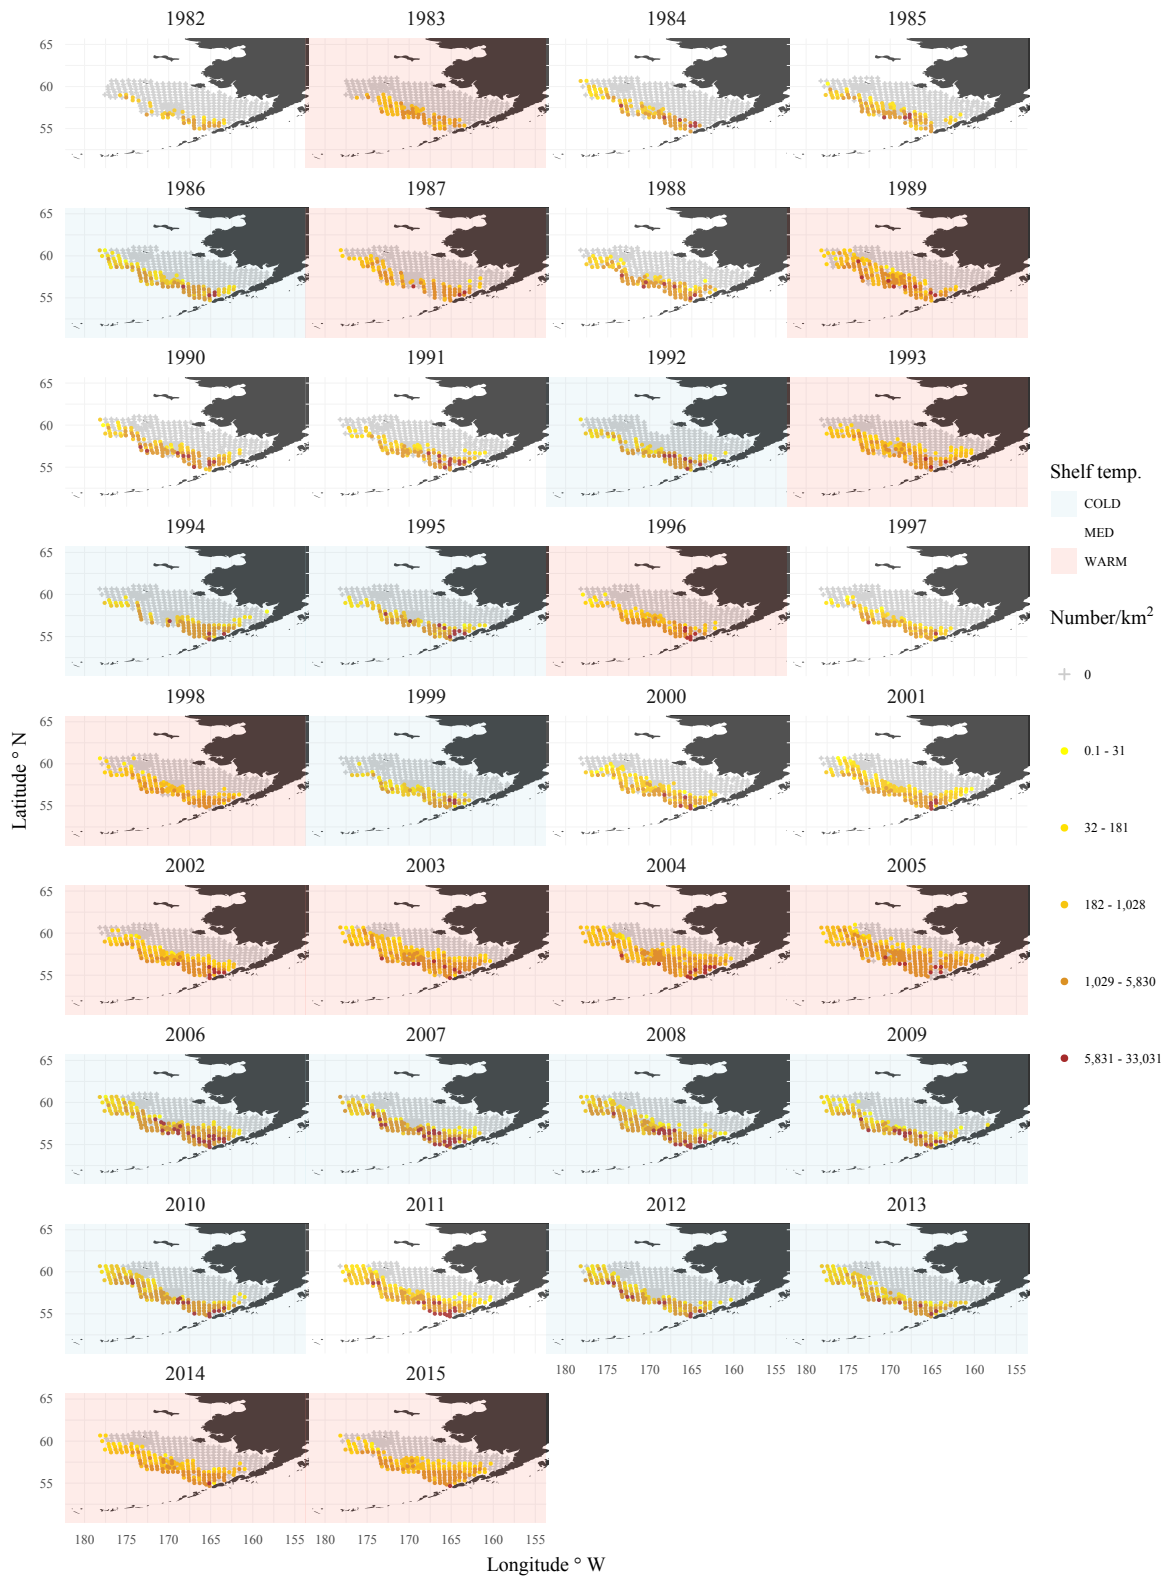 1982 1983 1984 1985
65
60
55
1986 1987 1988 1989
65
60
55
1990 1991 1992 1993
65
60
55
Shelf temp.
COLD
MED
WARM
1994 1995 1996 1997
65
60
55
Number/km²
0
0.1 - 31
32 - 181
182 - 1,028
1,029 - 5,830
5,831 - 33,031
1998 1999 2000 2001
65
60
55
Latitude ° N
2002 2003 2004 2005
65
60
55
2006 2007 2008 2009
65
60
55
2010 2011 2012 2013
65
60
55
180 175 170 165 160 155 180 175 170 165 160 155
2014 2015
65
60
55
180 175 170 165 160 155 180 175 170 165 160 155
Longitude ° W